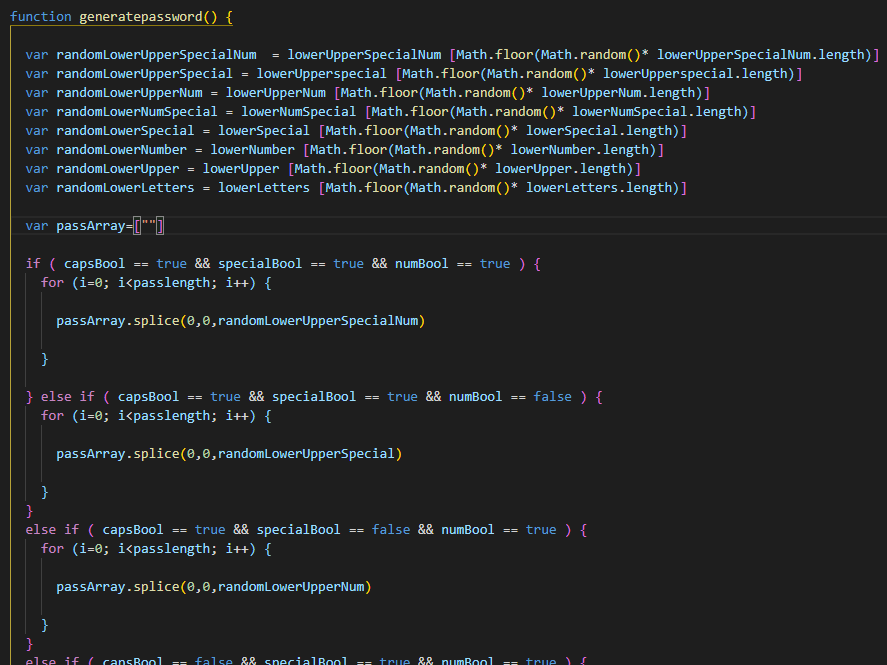 function generatepassword() {
var randomLowerUpperSpecialNum  = lowerUpperSpecialNum [Math.floor(Math.random()* lowerUpperSpecialNum.length)]
var randomLowerUpperSpecial = lowerUpperspecial [Math.floor(Math.random()* lowerUpperspecial.length)]
var randomLowerUpperNum = lowerUpperNum [Math.floor(Math.random()* lowerUpperNum.length)]
var randomLowerNumSpecial = lowerNumSpecial [Math.floor(Math.random()* lowerNumSpecial.length)]
var randomLowerSpecial = lowerSpecial [Math.floor(Math.random()* lowerSpecial.length)]
var randomLowerNumber = lowerNumber [Math.floor(Math.random()* lowerNumber.length)]
var randomLowerUpper = lowerUpper [Math.floor(Math.random()* lowerUpper.length)]
var randomLowerLetters = lowerLetters [Math.floor(Math.random()* lowerLetters.length)]
var passArray=[""]
if ( capsBool == true && specialBool == true && numBool == true ) {
for (i=0; i<passlength; i++) {
passArray.splice(0,0,randomLowerUpperSpecialNum)
}
} else if ( capsBool == true && specialBool == true && numBool == false ) {
for (i=0; i<passlength; i++) {
passArray.splice(0,0,randomLowerUpperSpecial)
}
}
else if ( capsBool == true && specialBool == false && numBool == true ) {
for (i=0; i<passlength; i++) {
passArray.splice(0,0,randomLowerUpperNum)
}
}
else if ( capsBool == false && specialBool == true && numBool == true ) {